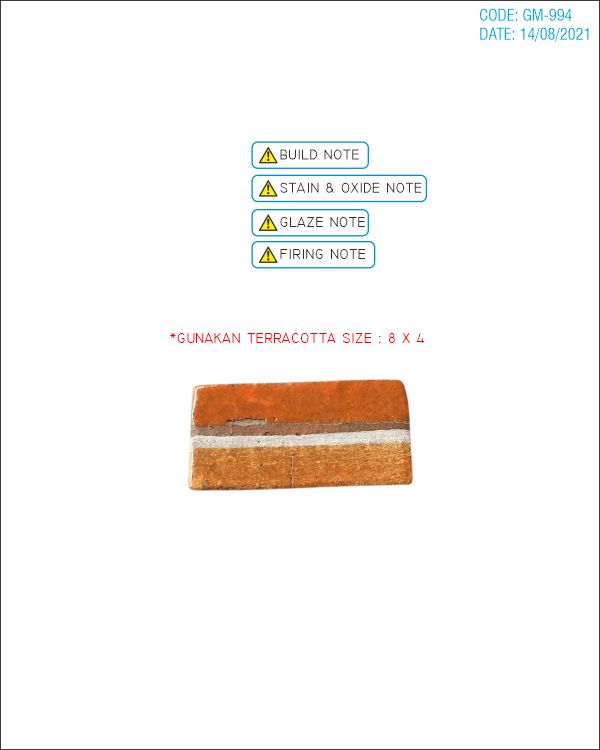 CODE: GM-994
DATE: 14/08/2021
BUILD NOTE
STAIN & OXIDE NOTE
GLAZE NOTE
FIRING NOTE
*GUNAKAN TERRACOTTA SIZE : 8 X 4